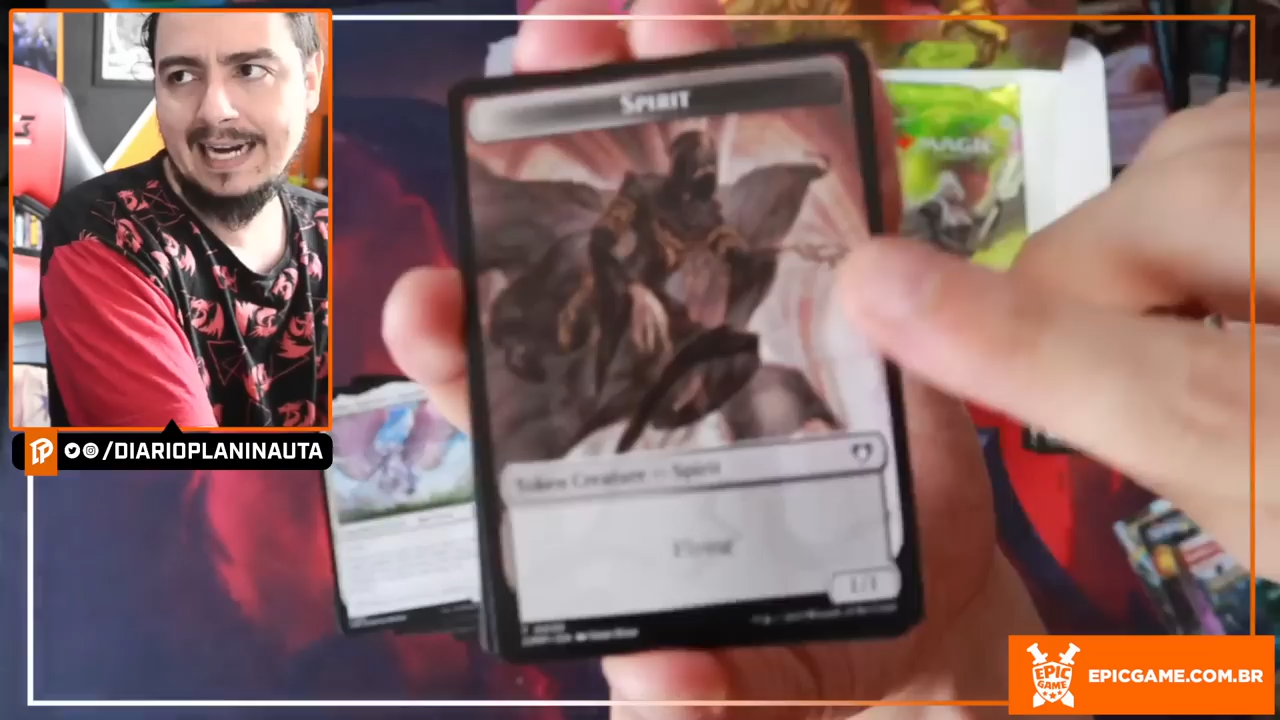 SPIRIT
MAGIC
Token Creature — Spirit
Flying
1/1
/DIARIOPLANINAUTA
EPIC
GAME
EPICGAME.COM.BR